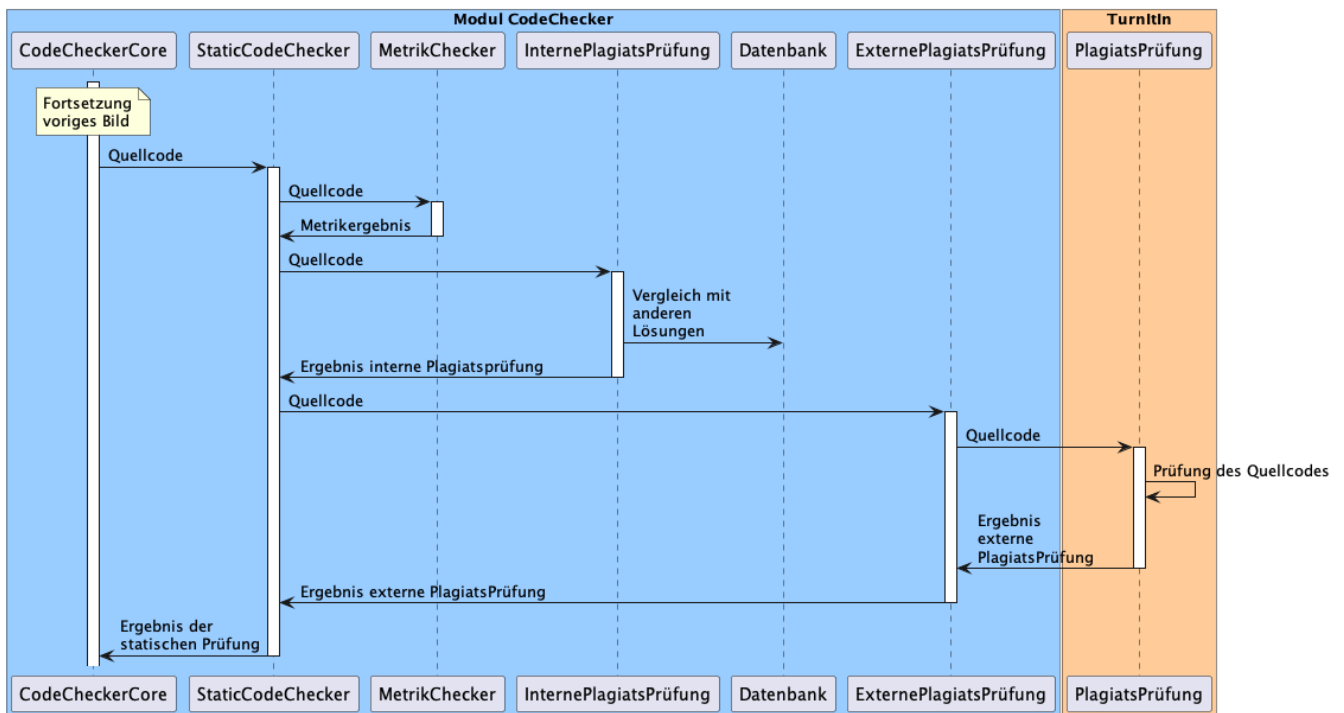 Modul CodeChecker
TurnItIn
CodeCheckerCore
StaticCodeChecker
MetrikChecker
InternePlagiatsPrüfung
Datenbank
ExternePlagiatsPrüfung
PlagiatsPrüfung
Fortsetzung
voriges Bild
Quellcode
Quellcode
Metrikergebnis
Quellcode
Vergleich mit
anderen
Lösungen
Ergebnis interne Plagiatsprüfung
Quellcode
Quellcode
Prüfung des Quellcodes
Ergebnis
externe
PlagiatsPrüfung
Ergebnis externe PlagiatsPrüfung
Ergebnis der
statischen Prüfung
CodeCheckerCore
StaticCodeChecker
MetrikChecker
InternePlagiatsPrüfung
Datenbank
ExternePlagiatsPrüfung
PlagiatsPrüfung